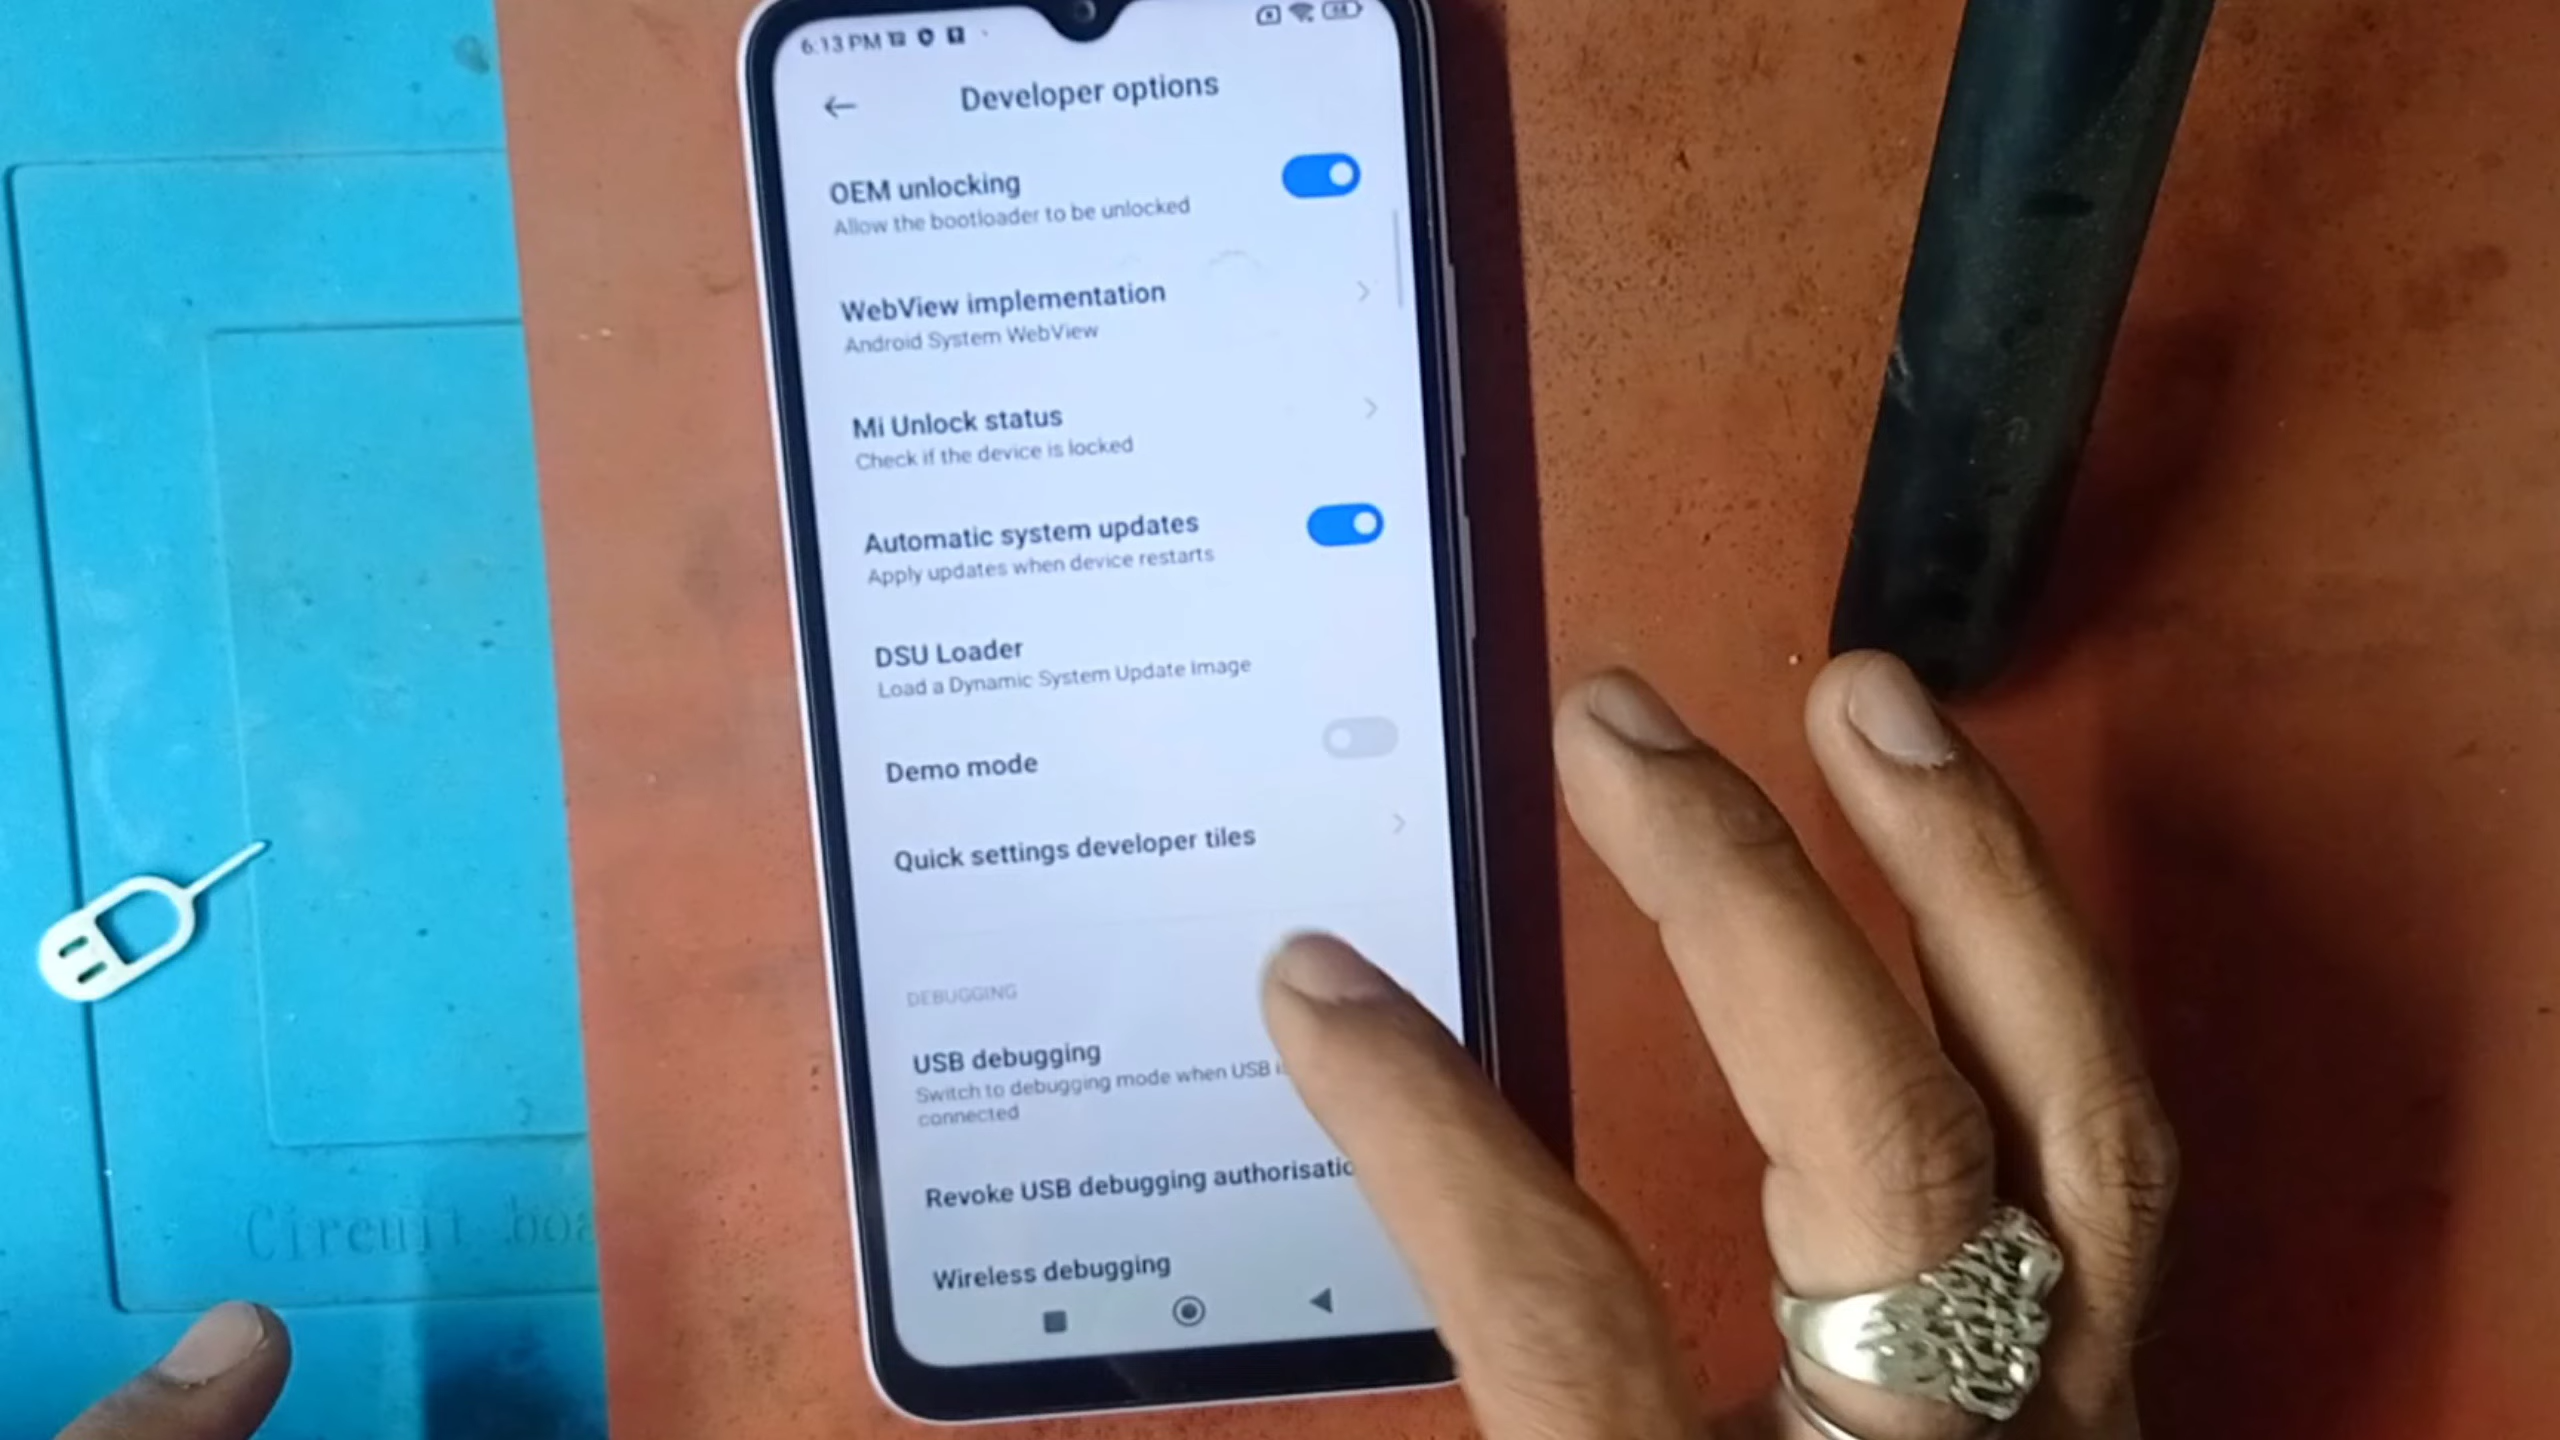 6:13 PM
Developer options
OEM unlocking
Allow the bootloader to be unlocked
WebView implementation
Android System WebView
Mi Unlock status
Check if the device is locked
Automatic system updates
Apply updates when device restarts
DSU Loader
Load a Dynamic System Update Image
Demo mode
Quick settings developer tiles
DEBUGGING
USB debugging
Switch to debugging mode when USB
connected
Revoke USB debugging
Wireless debugging
Circuit